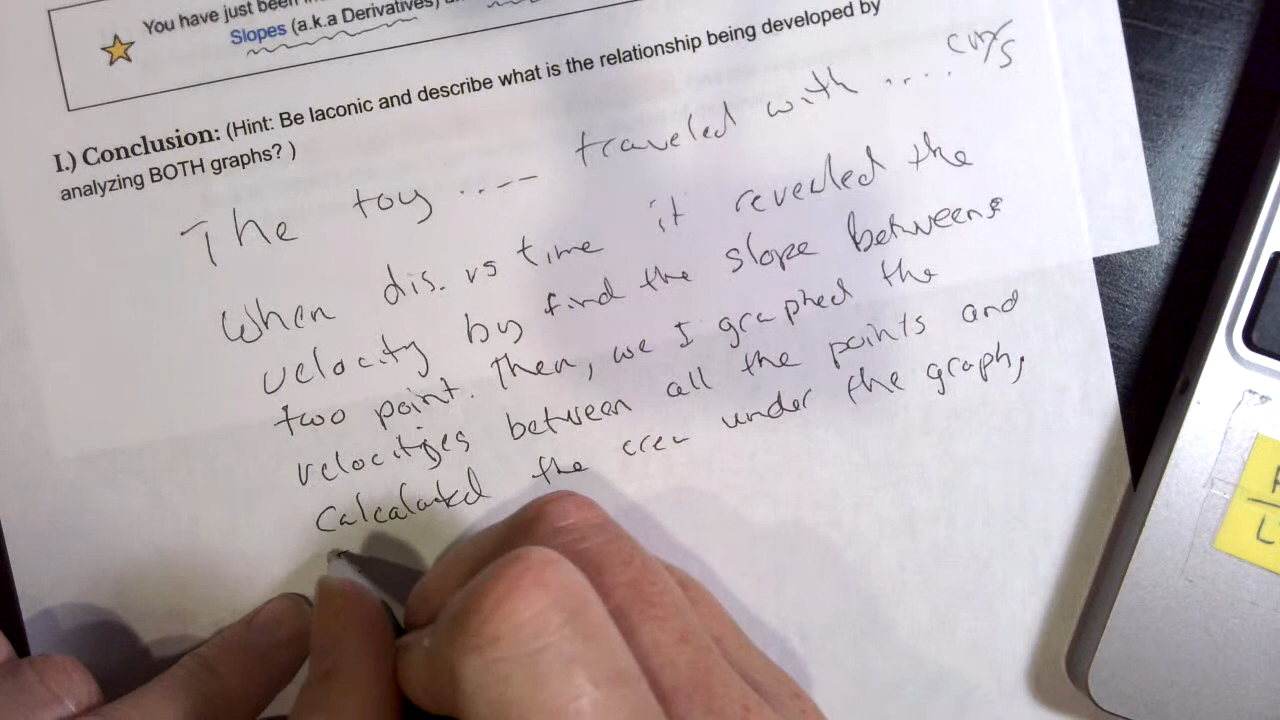 You have just been
Slopes (a.k.a Derivatives)
I.) Conclusion: (Hint: Be laconic and describe what is the relationship being developed by
analyzing BOTH graphs? )
The toy .... traveled with .... cm/s
When dis. vs time it revealed the
velocity by find the slope between
two point. Then, we I graphed the
velocities between all the points and
Calcalated the area under the graph,
L